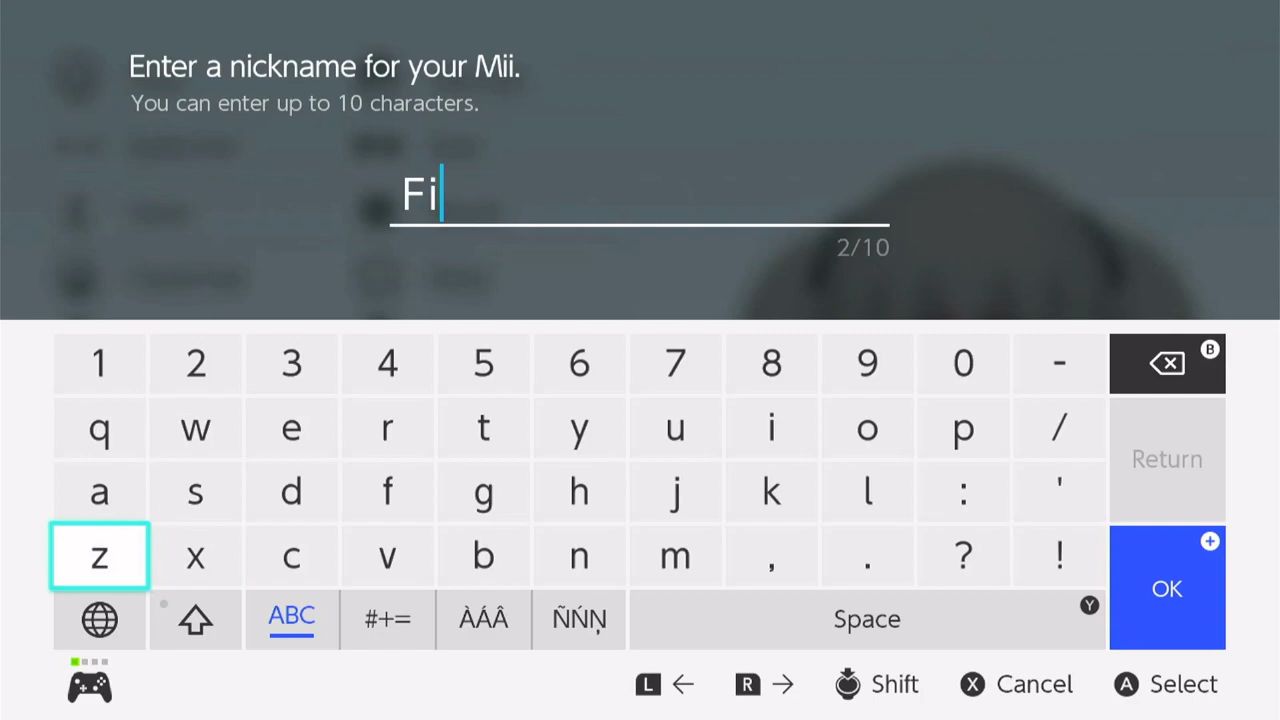 Enter a nickname for your Mii.
You can enter up to 10 characters.
Fi
2/10
1 2 3 4 5 6 7 8 9 0 - B
q w e r t y u i o p / Return
a s d f g h j k l : '
z x c v b n m , . ? ! + OK
ABC #+= ÀÁÂ ÑŃŅ Space Y
L ← R → Shift X Cancel A Select